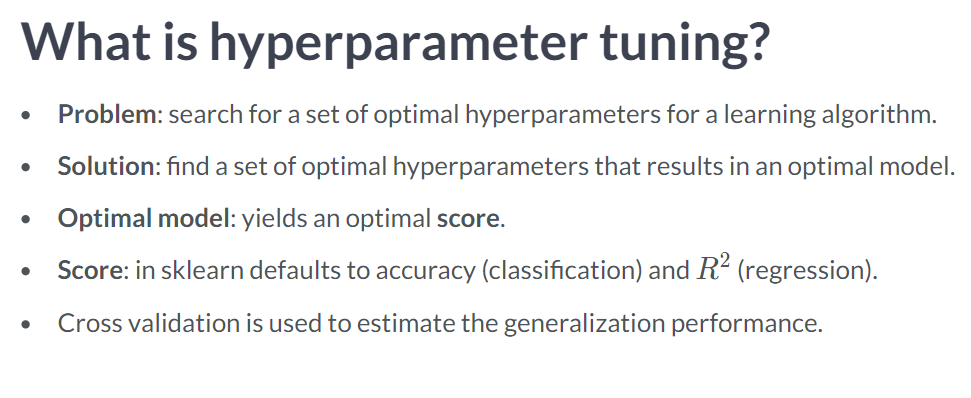 What is hyperparameter tuning?
• Problem: search for a set of optimal hyperparameters for a learning algorithm.
• Solution: find a set of optimal hyperparameters that results in an optimal model.
• Optimal model: yields an optimal score.
• Score: in sklearn defaults to accuracy (classification) and R² (regression).
• Cross validation is used to estimate the generalization performance.